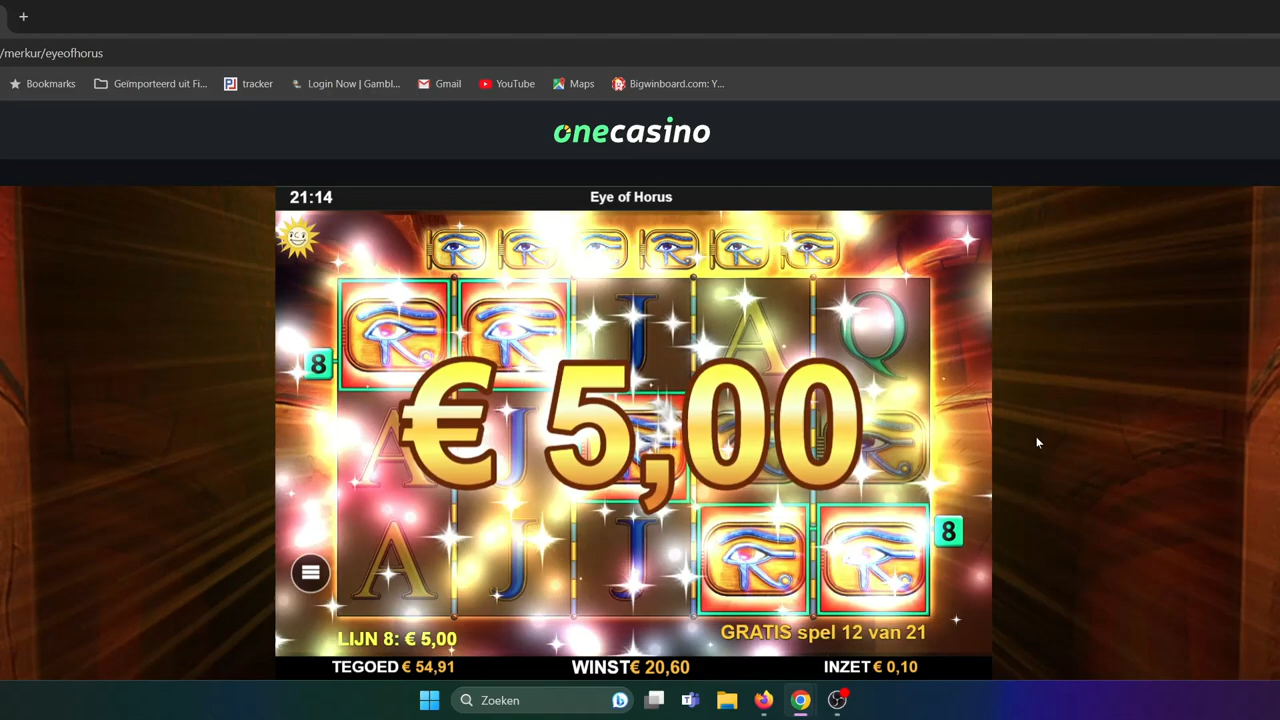 +
/merkur/eyeofhorus
Bookmarks
Geïmporteerd uit Fi...
tracker
Login Now | Gambl...
Gmail
YouTube
Maps
Bigwinboard.com: Y...
onecasino
21:14
Eye of Horus
J A Q
8
€ 5,00
A J
8
A J J
LIJN 8: € 5,00
GRATIS spel 12 van 21
TEGOED € 54,91
WINST€ 20,60
INZET € 0,10
Zoeken